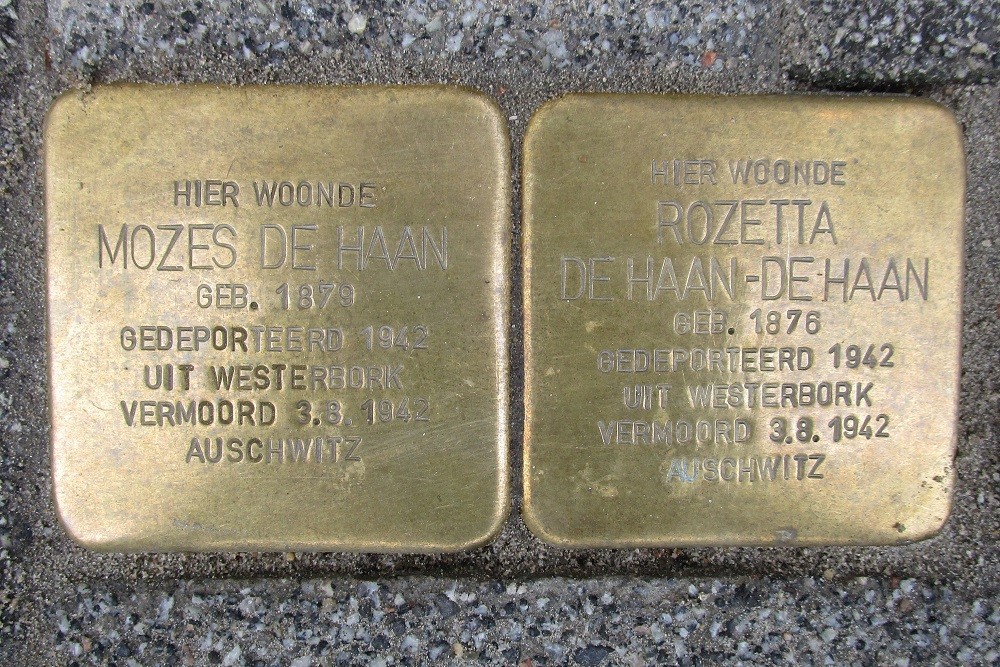 HIER WOONDE
MOZES DE HAAN
GEB. 1879
GEDEPORTEERD 1942
UIT WESTERBORK
VERMOORD 3.8.1942
AUSCHWITZ
HIER WOONDE
ROZETTA
DE HAAN-DE HAAN
GEB. 1876
GEDEPORTEERD 1942
UIT WESTERBORK
VERMOORD 3.8.1942
AUSCHWITZ